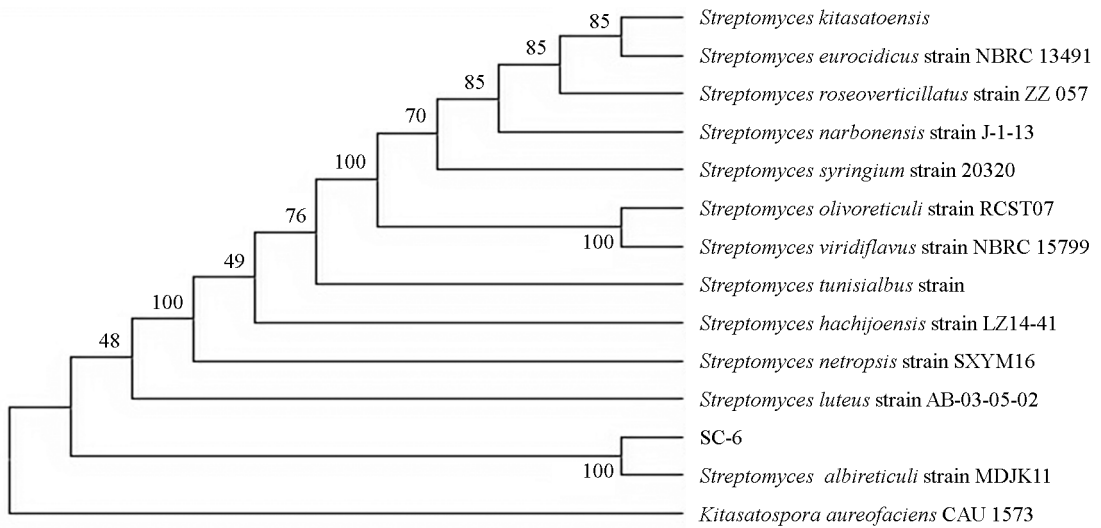 85 Streptomyces kitasatoensis
85 Streptomyces eurocidicus strain NBRC 13491
85 Streptomyces roseoverticillatus strain ZZ 057
70 Streptomyces narbonensis strain J-1-13
100 Streptomyces syringium strain 20320
Streptomyces olivoreticuli strain RCST07
76 100 Streptomyces viridiflavus strain NBRC 15799
49 Streptomyces tunisialbus strain
100 Streptomyces hachijoensis strain LZ14-41
48 Streptomyces netropsis strain SXYM16
Streptomyces luteus strain AB-03-05-02
SC-6
100 Streptomyces albireticuli strain MDJK11
Kitasatospora aureofaciens CAU 1573